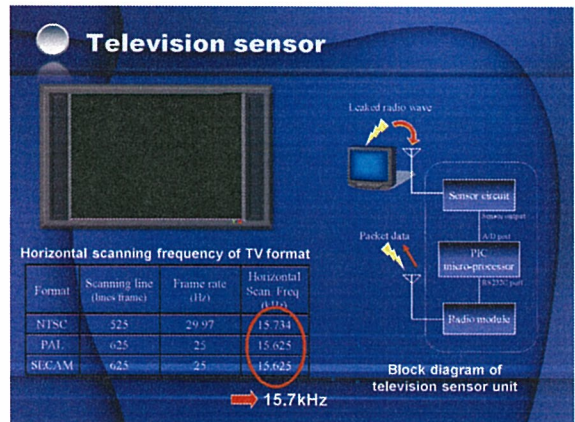 Television sensor
Leaked radio wave
Sensor circuit
Sensor output
A/D port
Packet data
PIC
micro-processor
RS232C port
Radio module
Block diagram of
television sensor unit
Horizontal scanning frequency of TV format
Format Scanning line (lines/frame) Frame rate (Hz) Horizontal Scan. Freq (kHz)
NTSC 525 29.97 15.734
PAL 625 25 15.625
SECAM 625 25 15.625
15.7kHz